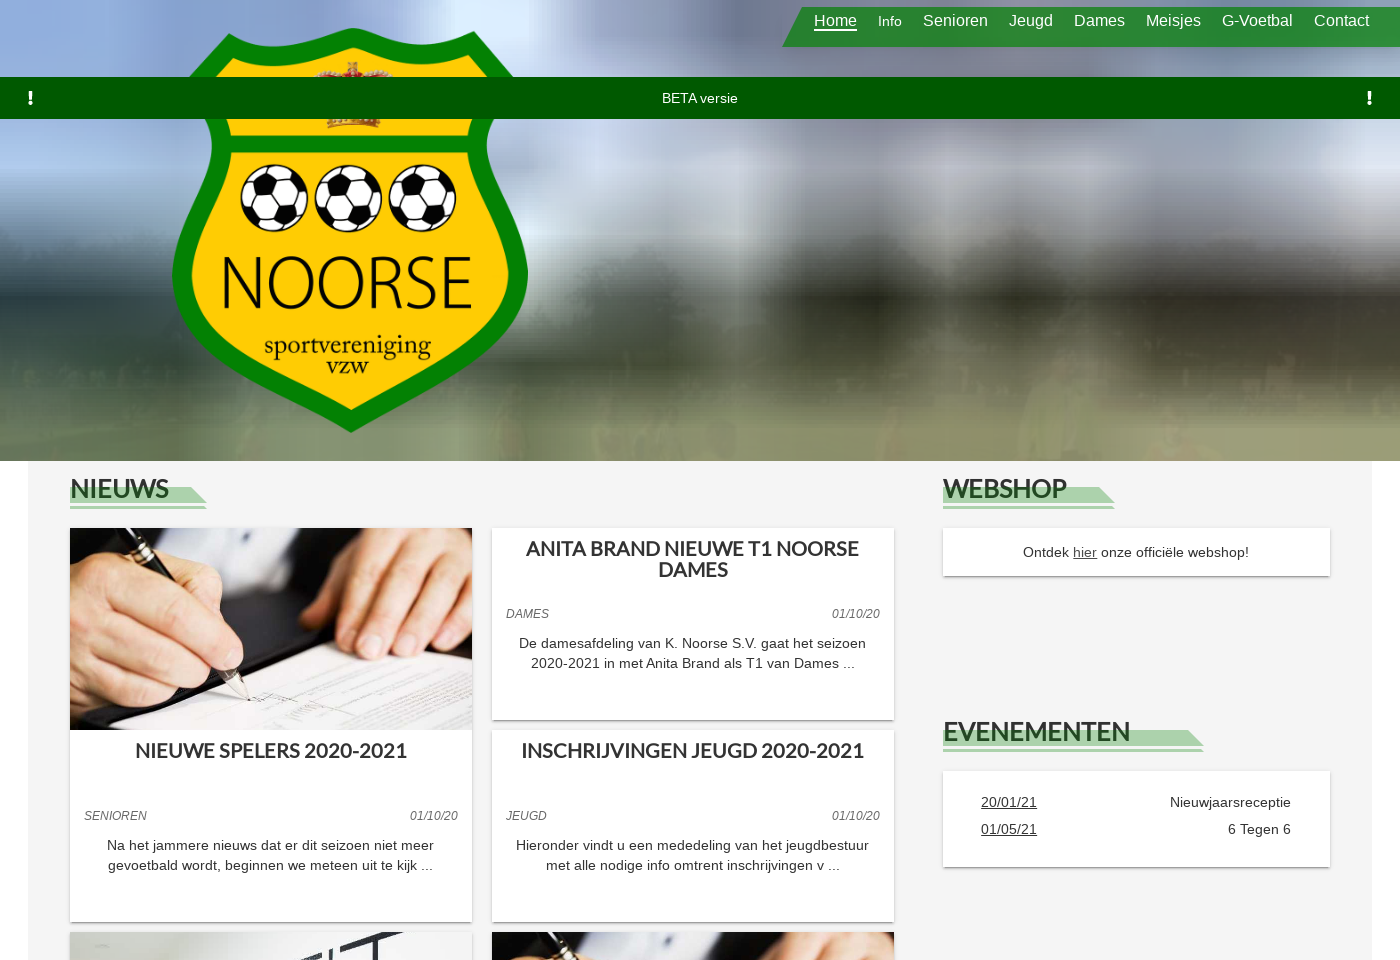 Home Info Senioren Jeugd Dames Meisjes G-Voetbal Contact
BETA versie
NOORSE
sportvereniging
vzw
NIEUWS
WEBSHOP
ANITA BRAND NIEUWE T1 NOORSE
DAMES
DAMES 01/10/20
De damesafdeling van K. Noorse S.V. gaat het seizoen
2020-2021 in met Anita Brand als T1 van Dames ...
Ontdek hier onze officiële webshop!
NIEUWE SPELERS 2020-2021
SENIOREN 01/10/20
Na het jammere nieuws dat er dit seizoen niet meer
gevoetbald wordt, beginnen we meteen uit te kijk ...
INSCHRIJVINGEN JEUGD 2020-2021
JEUGD 01/10/20
Hieronder vindt u een mededeling van het jeugdbestuur
met alle nodige info omtrent inschrijvingen v ...
EVENEMENTEN
20/01/21 Nieuwjaarsreceptie
01/05/21 6 Tegen 6